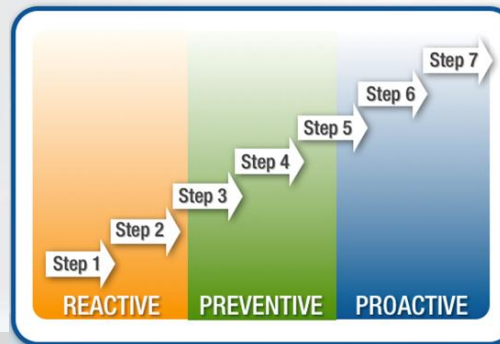 Step 7
Step 6
Step 5
Step 4
Step 3
Step 2
Step 1
REACTIVE PREVENTIVE PROACTIVE